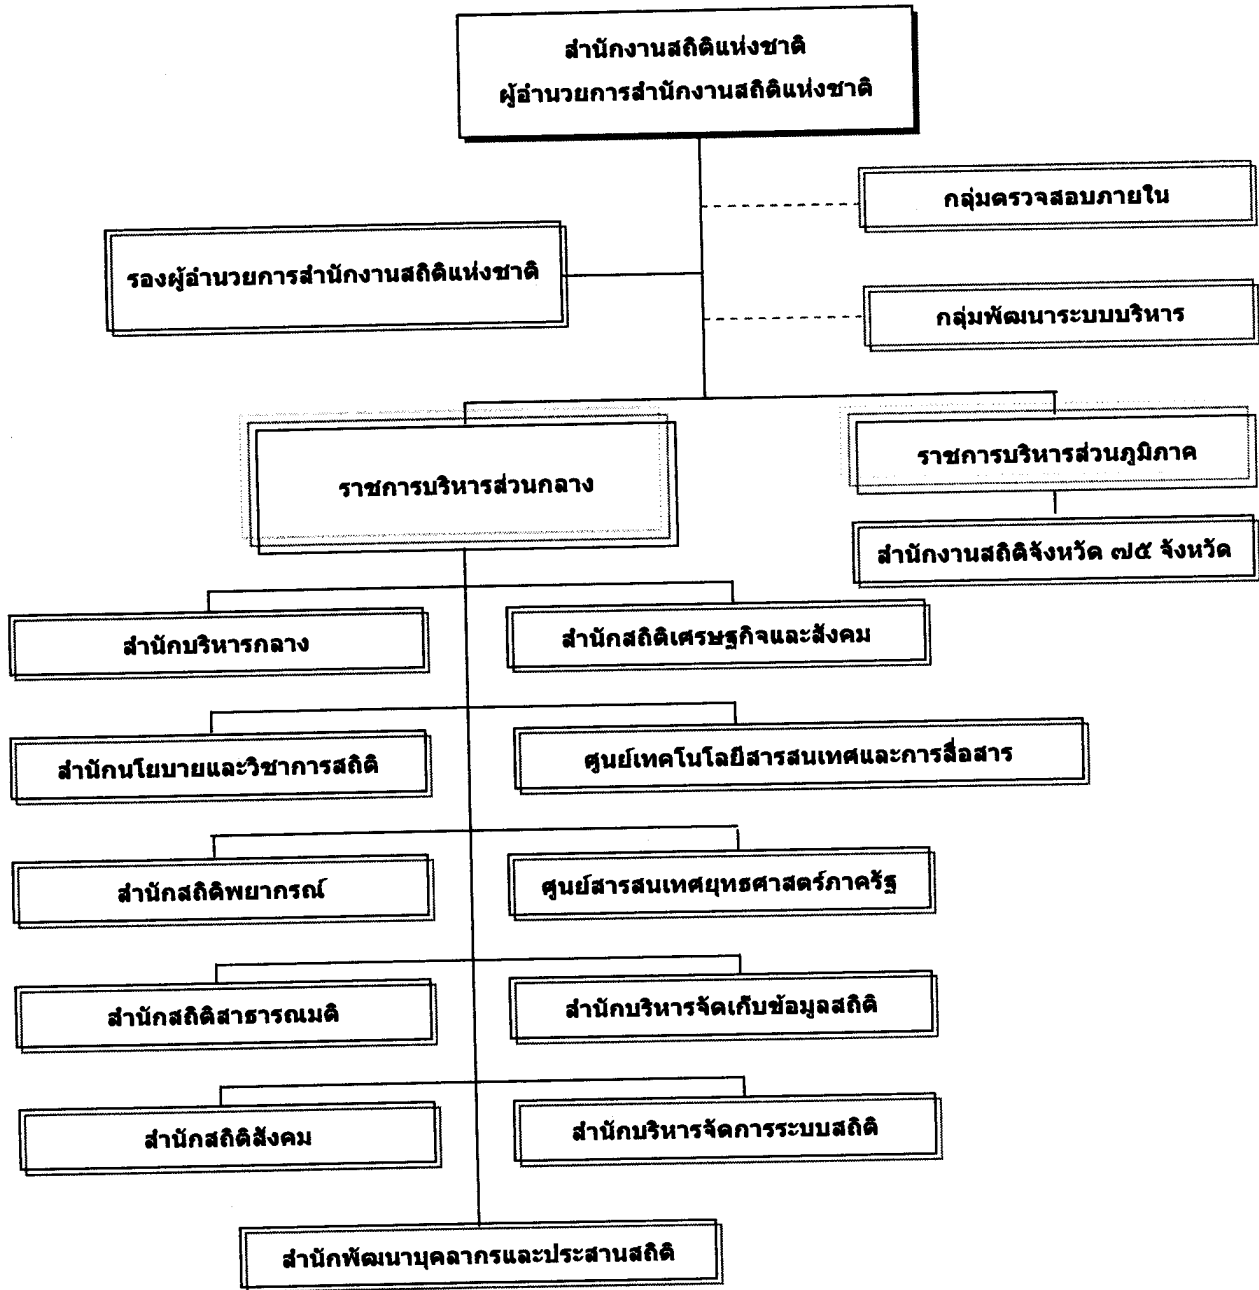 สำนักงานสถิติแห่งชาติ
ผู้อำนวยการสำนักงานสถิติแห่งชาติ
กลุ่มตรวจสอบภายใน
รองผู้อำนวยการสำนักงานสถิติแห่งชาติ
กลุ่มพัฒนาระบบบริหาร
ราชการบริหารส่วนกลาง
ราชการบริหารส่วนภูมิภาค
สำนักงานสถิติจังหวัด ๗๕ จังหวัด
สำนักบริหารกลาง
สำนักสถิติเศรษฐกิจและสังคม
สำนักนโยบายและวิชาการสถิติ
ศูนย์เทคโนโลยีสารสนเทศและการสื่อสาร
สำนักสถิติพยากรณ์
ศูนย์สารสนเทศยุทธศาสตร์ภาครัฐ
สำนักสถิติสาธารณมติ
สำนักบริหารจัดเก็บข้อมูลสถิติ
สำนักสถิติสังคม
สำนักบริหารจัดการระบบสถิติ
สำนักพัฒนาบุคลากรและประสานสถิติ